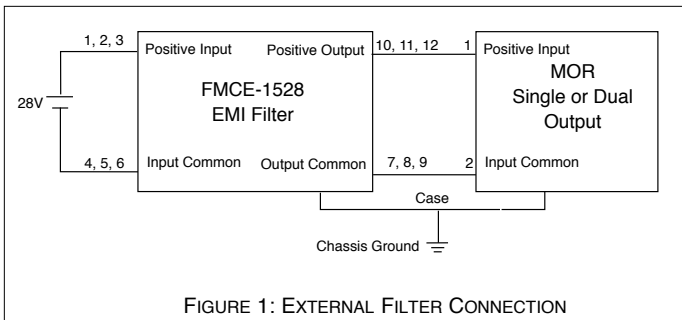 1, 2, 3
Positive Input
Positive Output
10, 11, 12
1
Positive Input
FMCE-1528
EMI Filter
MOR
Single or Dual
Output
28V
4, 5, 6
Input Common
Output Common
7, 8, 9
2
Input Common
Case
Chassis Ground
FIGURE 1: EXTERNAL FILTER CONNECTION